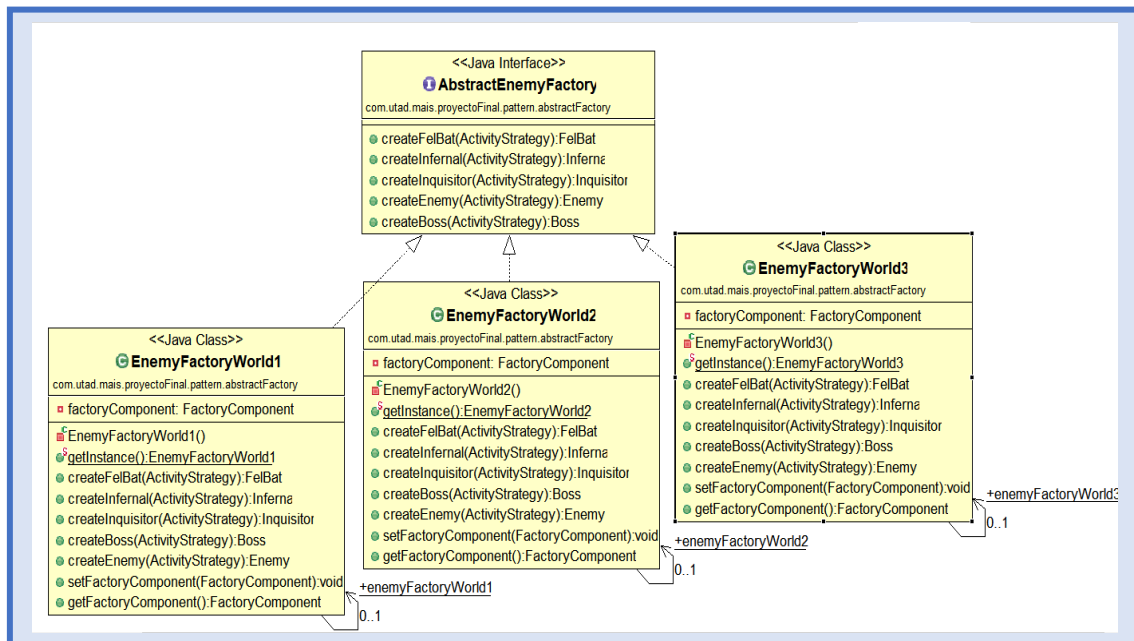 <<Java Interface>>
AbstractEnemyFactory
com.utad.mais.proyectoFinal.pattern.abstractFactory
createFelBat(ActivityStrategy):FelBat
createInfernal(ActivityStrategy):Inferna
createInquisitor(ActivityStrategy):Inquisitor
createEnemy(ActivityStrategy):Enemy
createBoss(ActivityStrategy):Boss
<<Java Class>>
EnemyFactoryWorld1
com.utad.mais.proyectoFinal.pattern.abstractFactory
factoryComponent: FactoryComponent
EnemyFactoryWorld1()
getInstance():EnemyFactoryWorld1
createFelBat(ActivityStrategy):FelBat
createInfernal(ActivityStrategy):Inferna
createInquisitor(ActivityStrategy):Inquisitor
createBoss(ActivityStrategy):Boss
createEnemy(ActivityStrategy):Enemy
setFactoryComponent(FactoryComponent):void
getFactoryComponent():FactoryComponent
+enemyFactoryWorld1
0..1
<<Java Class>>
EnemyFactoryWorld2
com.utad.mais.proyectoFinal.pattern.abstractFactory
factoryComponent: FactoryComponent
EnemyFactoryWorld2()
getInstance():EnemyFactoryWorld2
createFelBat(ActivityStrategy):FelBat
createInfernal(ActivityStrategy):Inferna
createInquisitor(ActivityStrategy):Inquisitor
createBoss(ActivityStrategy):Boss
createEnemy(ActivityStrategy):Enemy
setFactoryComponent(FactoryComponent):void
getFactoryComponent():FactoryComponent
+enemyFactoryWorld2
0..1
<<Java Class>>
EnemyFactoryWorld3
com.utad.mais.proyectoFinal.pattern.abstractFactory
factoryComponent: FactoryComponent
EnemyFactoryWorld3()
getInstance():EnemyFactoryWorld3
createFelBat(ActivityStrategy):FelBat
createInfernal(ActivityStrategy):Inferna
createInquisitor(ActivityStrategy):Inquisitor
createBoss(ActivityStrategy):Boss
createEnemy(ActivityStrategy):Enemy
setFactoryComponent(FactoryComponent):void
getFactoryComponent():FactoryComponent
+enemyFactoryWorld3
0..1